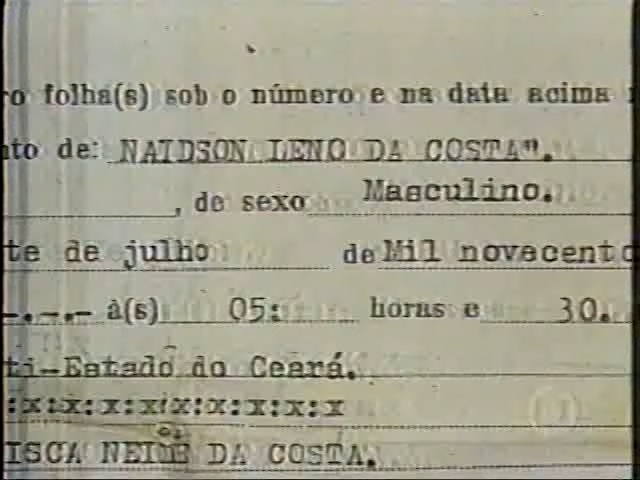 ro folha(s) sob o número e na data acima
nto de: NAIDSON LENO DA COSTA".
, de sexo Masculino.
te de julho de Mil novecento
-.-.- à(s) 05: horas e 30.
ti-Estado do Ceará.
:x:x:x:x:x:x:x:x:x
ISCA NEIDE DA COSTA.